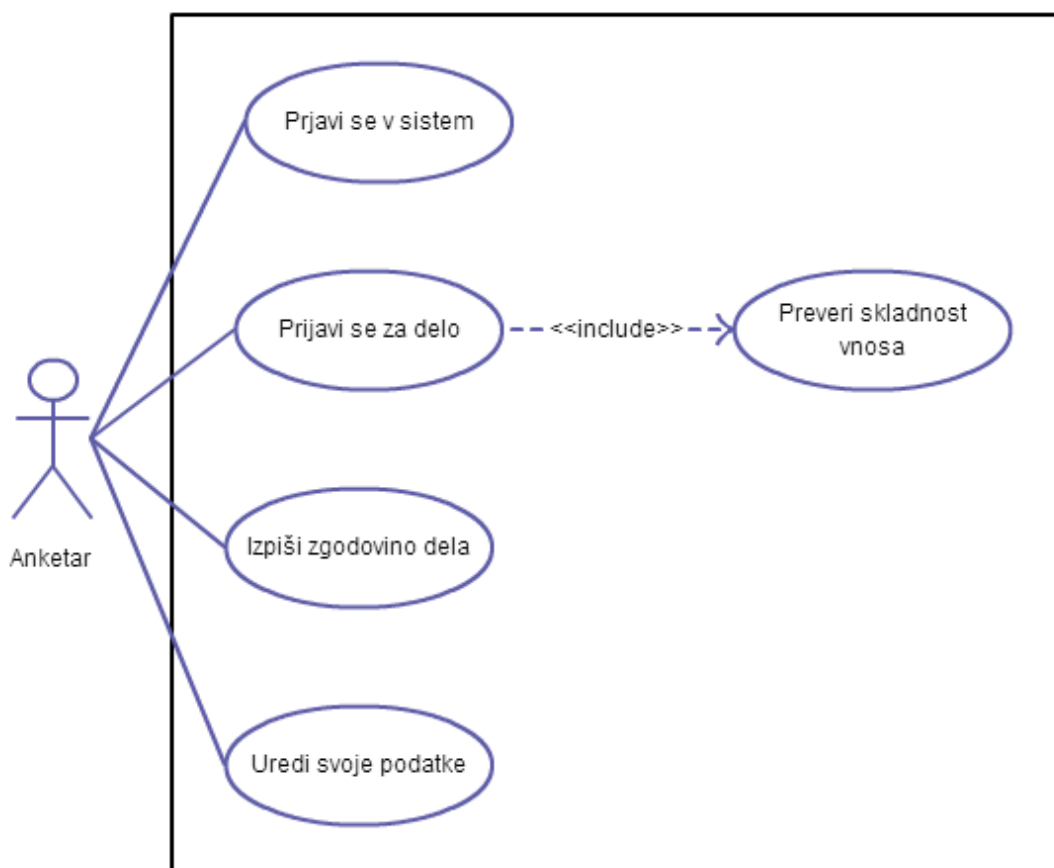 Prjavi se v sistem
Prijavi se za delo
<<include>>
Preveri skladnost
vnosa
Anketar
Izpiši zgodovino dela
Uredi svoje podatke